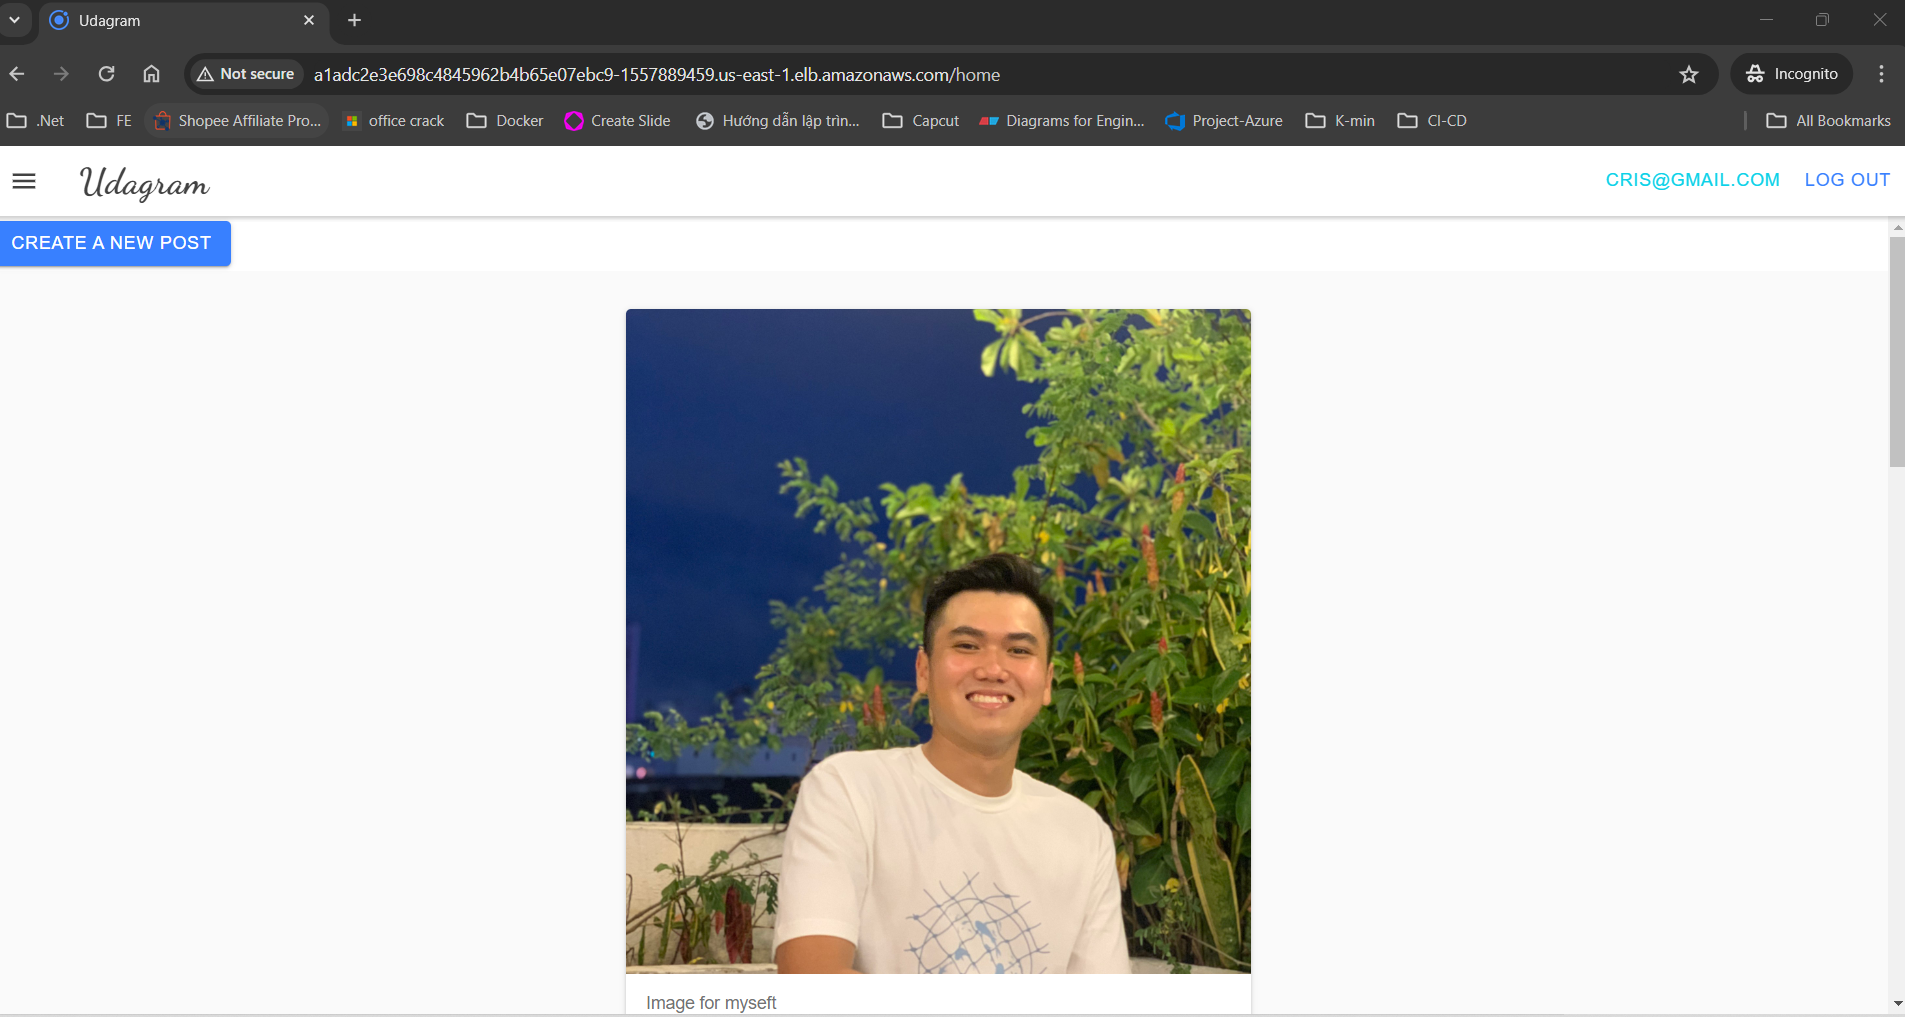 Udagram
Not secure a1adc2e3e698c4845962b4b65e07ebc9-1557889459.us-east-1.elb.amazonaws.com/home Incognito
.Net FE Shopee Affiliate Pro... office crack Docker Create Slide Hướng dẫn lập trìn... Capcut Diagrams for Engin... Project-Azure K-min CI-CD All Bookmarks
Udagram CRIS@GMAIL.COM LOG OUT
CREATE A NEW POST
Image for myseft